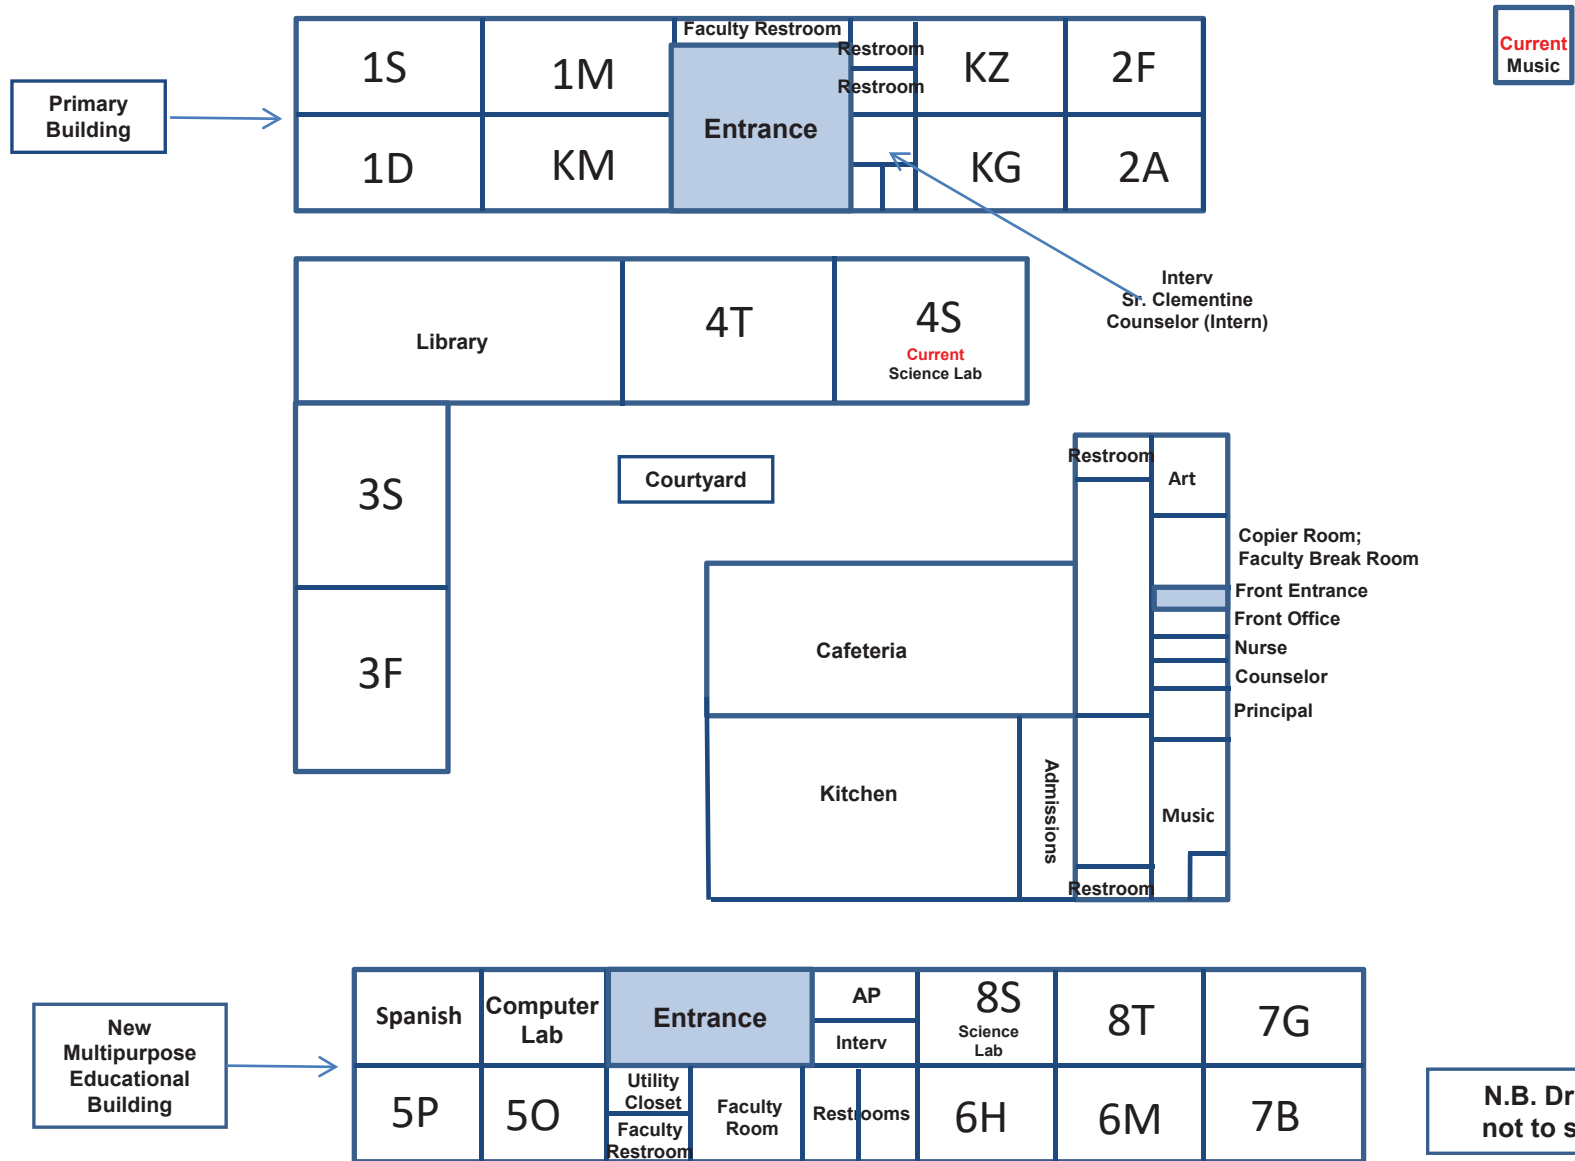 Faculty Restroom
Current
Music
1S
1M
Restroom
KZ
2F
Restroom
Primary
Building
Entrance
1D
KM
KG
2A
Interv
Sr. Clementine
Counselor (Intern)
Library
4T
4S
Current
Science Lab
Restroom
Art
3S
Courtyard
Copier Room;
Faculty Break Room
Front Entrance
Front Office
Nurse
Counselor
Principal
3F
Cafeteria
Kitchen
Admissions
Music
Restroom
New
Multipurpose
Educational
Building
Spanish
Computer
Lab
Entrance
AP
Interv
8S
Science
Lab
8T
7G
5P
5O
Utility
Closet
Faculty
Restroom
Faculty
Room
Restrooms
6H
6M
7B
N.B. Dr
not to s